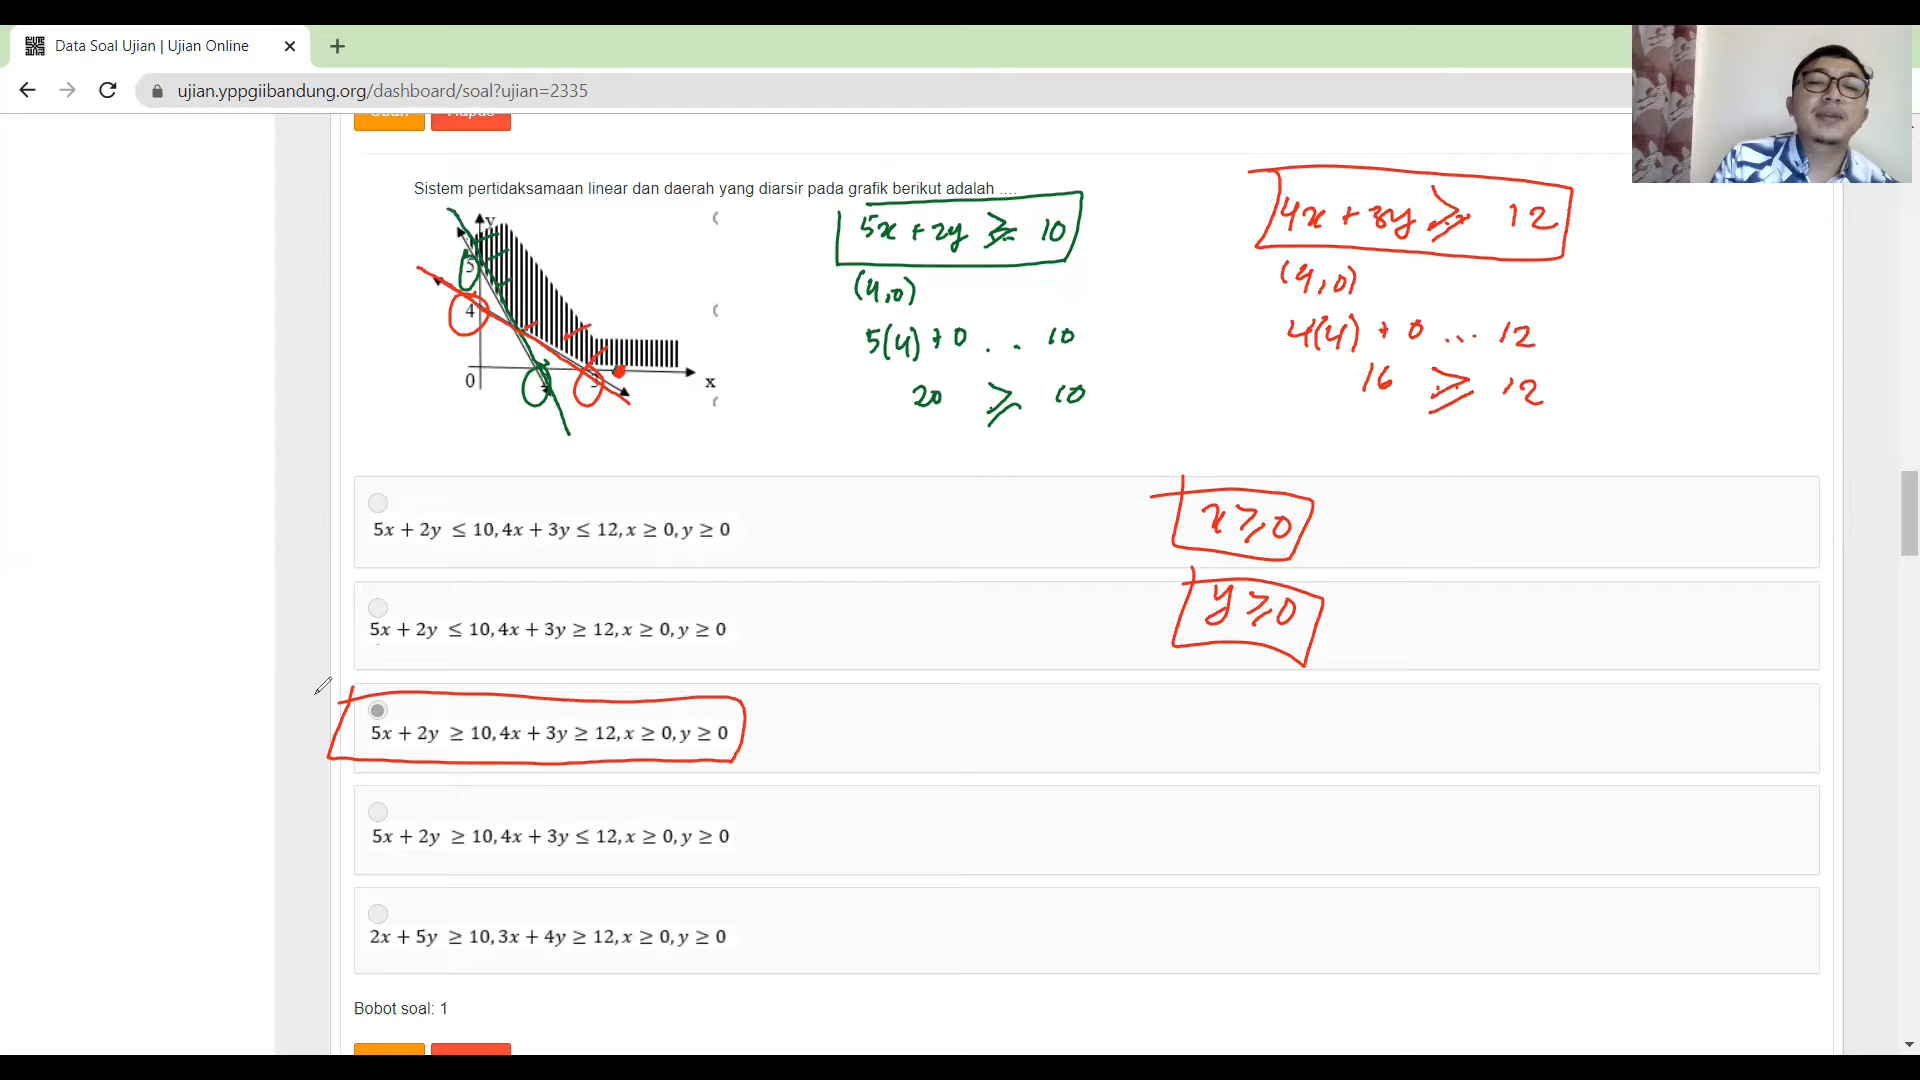 Data Soal Ujian | Ujian Online
ujian.yppgiibandung.org/dashboard/soal?ujian=2335
Sistem pertidaksamaan linear dan daerah yang diarsir pada grafik berikut adalah ....
y
5
4
0
3
x
5x + 2y ≥ 10
(4,0)
5(4) + 0 ... 10
20 ≥ 10
4x + 3y ≥ 12
(4,0)
4(4) + 0 ... 12
16 ≥ 12
5x + 2y ≤ 10, 4x + 3y ≤ 12, x ≥ 0, y ≥ 0
x ≥ 0
5x + 2y ≤ 10, 4x + 3y ≥ 12, x ≥ 0, y ≥ 0
y ≥ 0
5x + 2y ≥ 10, 4x + 3y ≥ 12, x ≥ 0, y ≥ 0
5x + 2y ≥ 10, 4x + 3y ≤ 12, x ≥ 0, y ≥ 0
2x + 5y ≥ 10, 3x + 4y ≥ 12, x ≥ 0, y ≥ 0
Bobot soal: 1